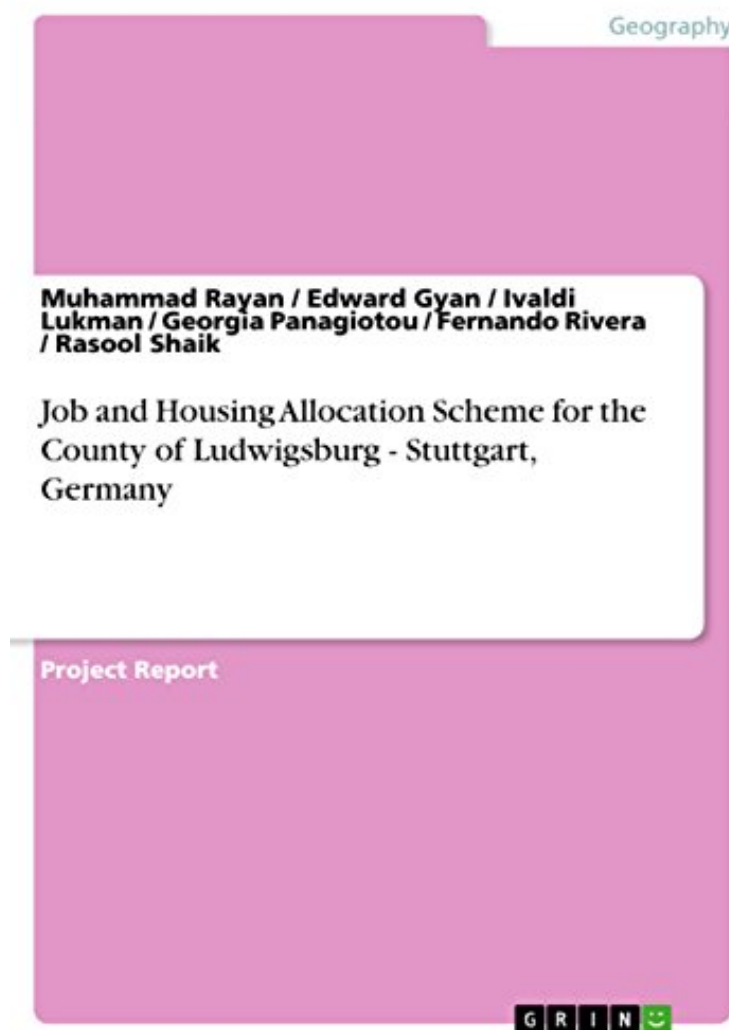 Geography
Muhammad Rayan / Edward Gyan / Ivaldi
Lukman / Georgia Panagiotou / Fernando Rivera
/ Rasool Shaik
Job and Housing Allocation Scheme for the
County of Ludwigsburg - Stuttgart,
Germany
Project Report
GRIN